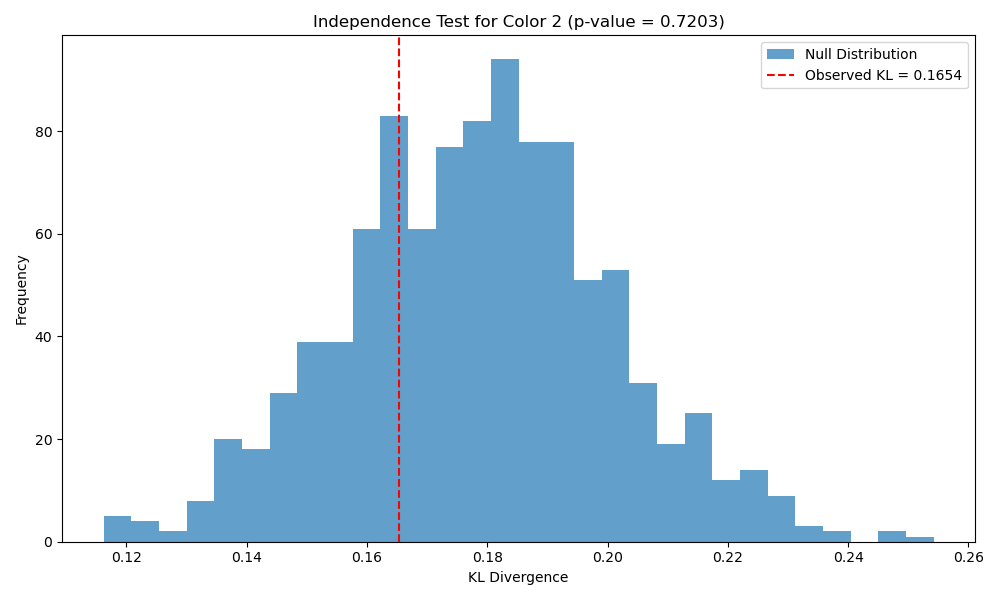 Independence Test for Color 2 (p-value = 0.7203)
Null Distribution
Observed KL = 0.1654
Frequency
80
60
40
20
0
0.12 0.14 0.16 0.18 0.20 0.22 0.24 0.26
KL Divergence